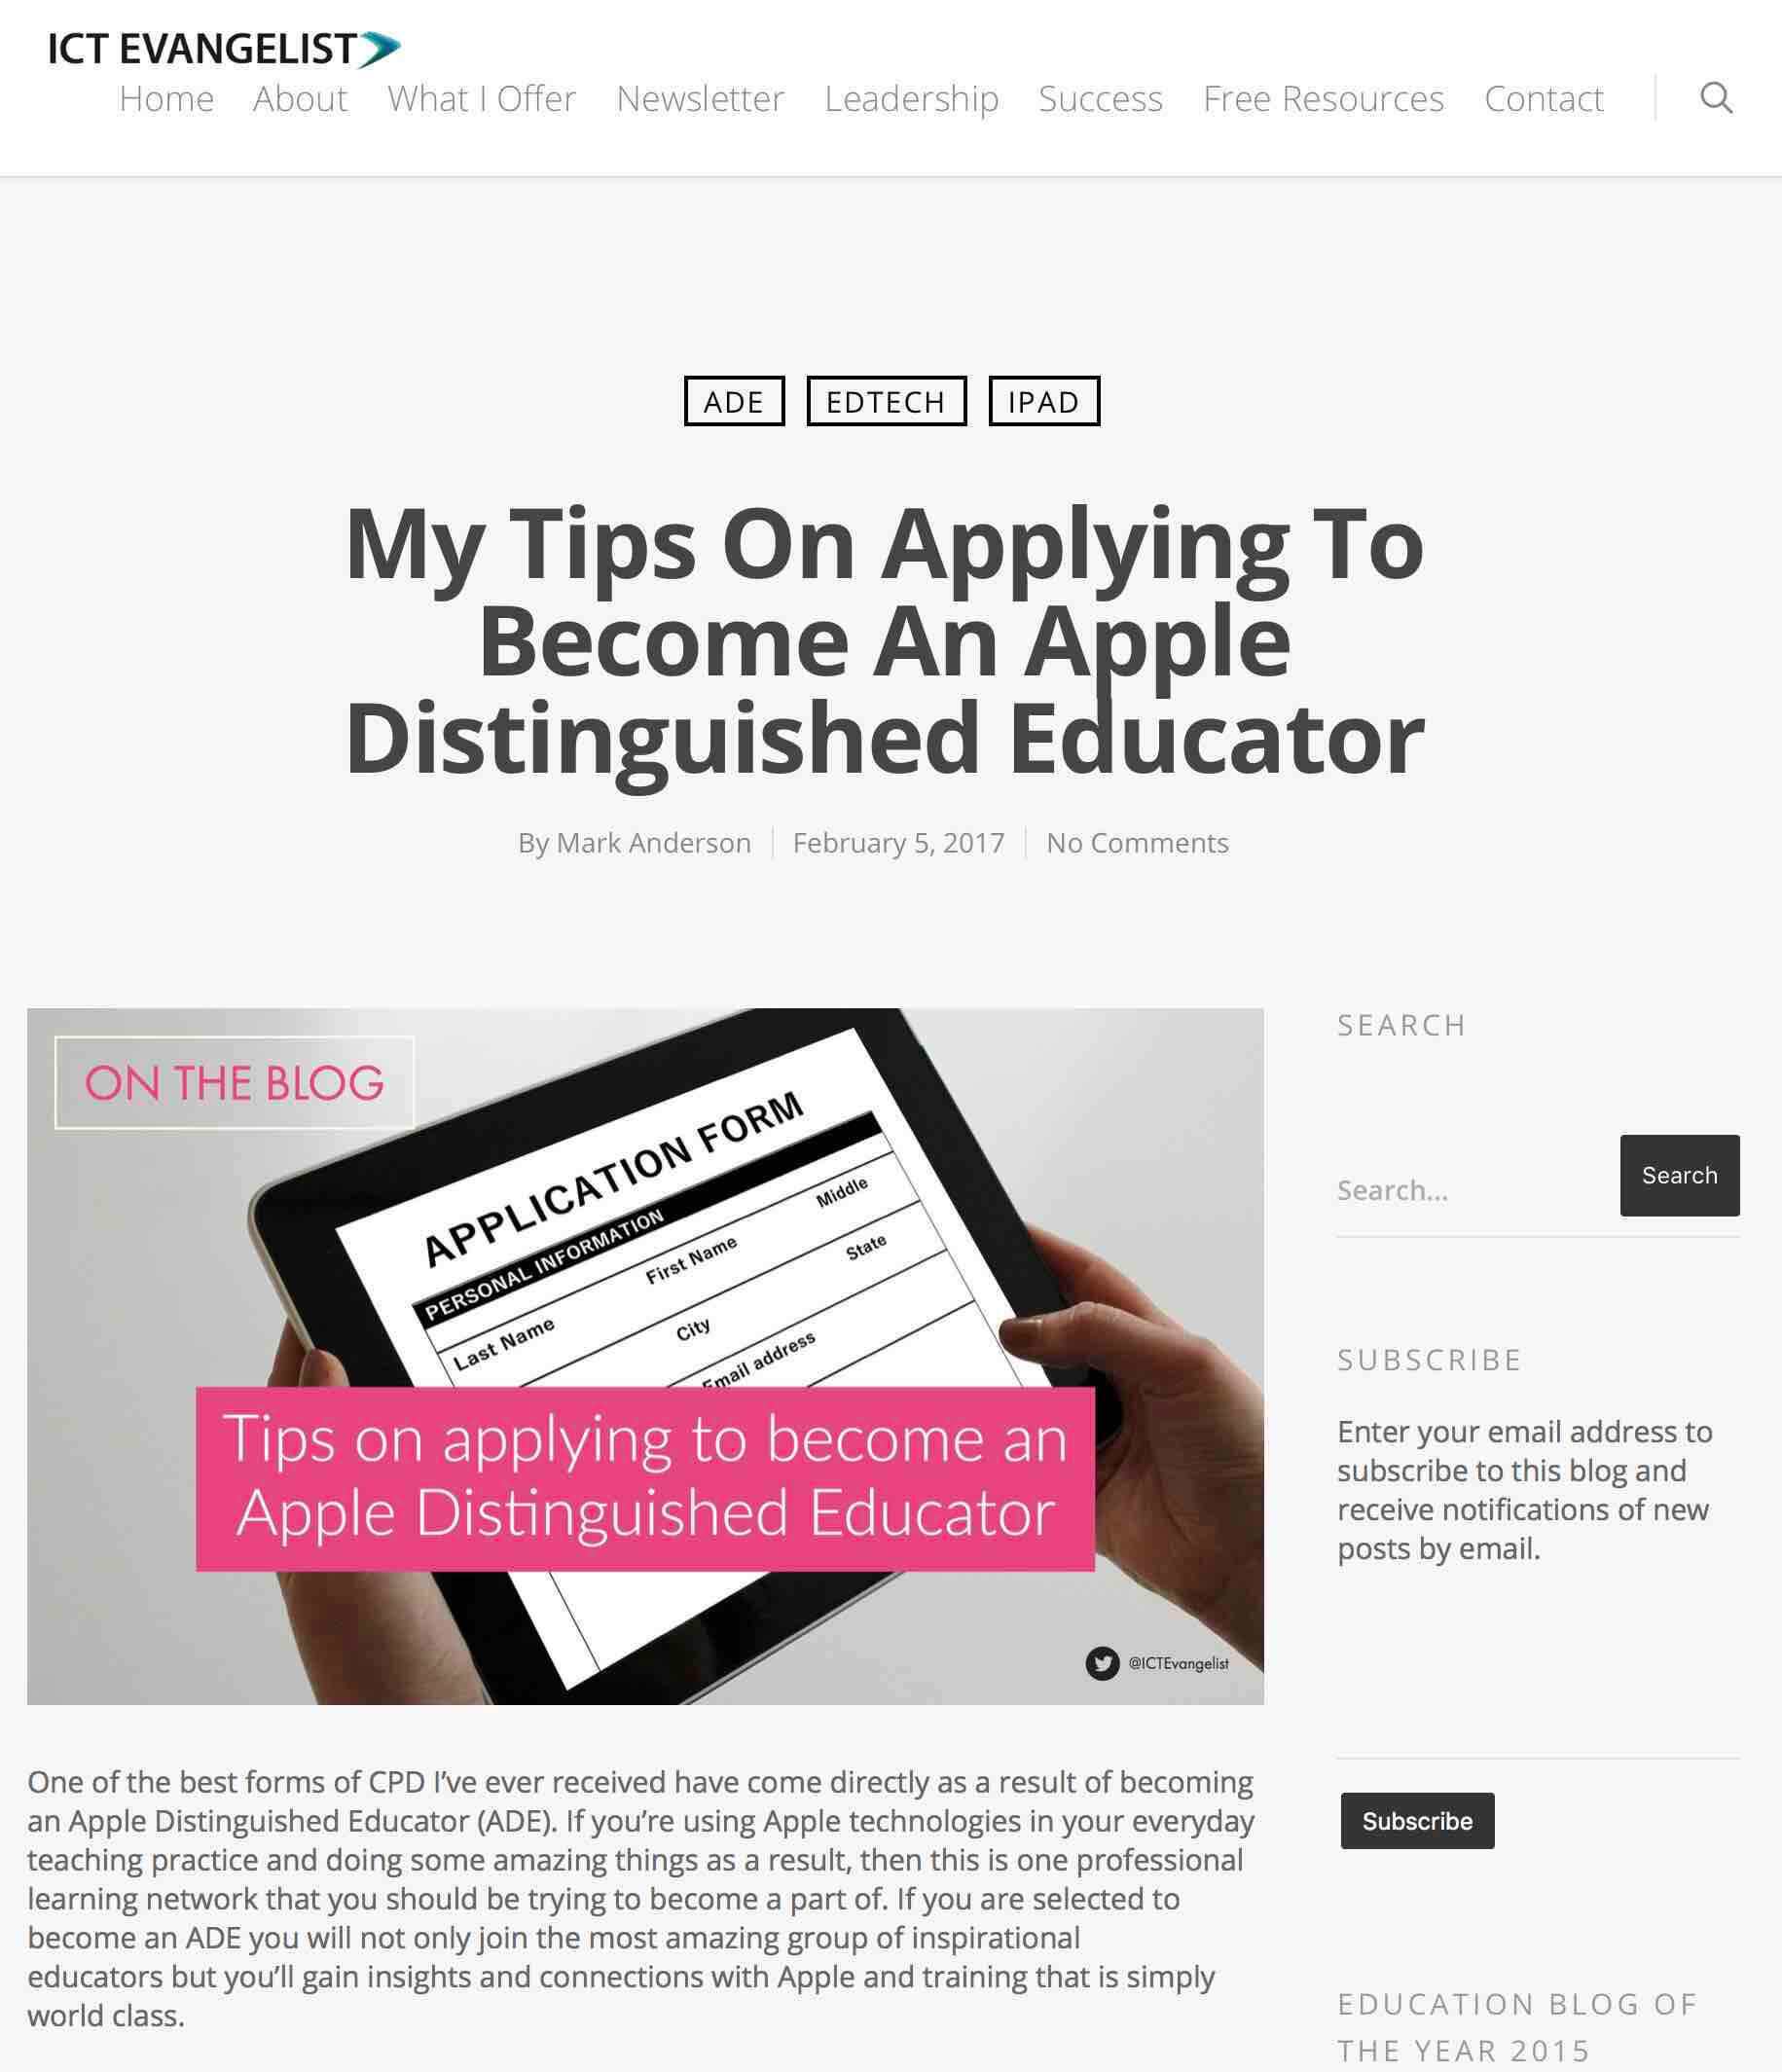 ICT EVANGELIST
Home About What I Offer Newsletter Leadership Success Free Resources Contact
ADE EDTECH IPAD
My Tips On Applying To
Become An Apple
Distinguished Educator
By Mark Anderson February 5, 2017 No Comments
ON THE BLOG
APPLICATION FORM
PERSONAL INFORMATION
Last Name First Name Middle
City State
Email address
Tips on applying to become an
Apple Distinguished Educator
@ICTEvangelist
One of the best forms of CPD I’ve ever received have come directly as a result of becoming
an Apple Distinguished Educator (ADE). If you’re using Apple technologies in your everyday
teaching practice and doing some amazing things as a result, then this is one professional
learning network that you should be trying to become a part of. If you are selected to
become an ADE you will not only join the most amazing group of inspirational
educators but you’ll gain insights and connections with Apple and training that is simply
world class.
SEARCH
Search...
Search
SUBSCRIBE
Enter your email address to
subscribe to this blog and
receive notifications of new
posts by email.
Subscribe
EDUCATION BLOG OF
THE YEAR 2015